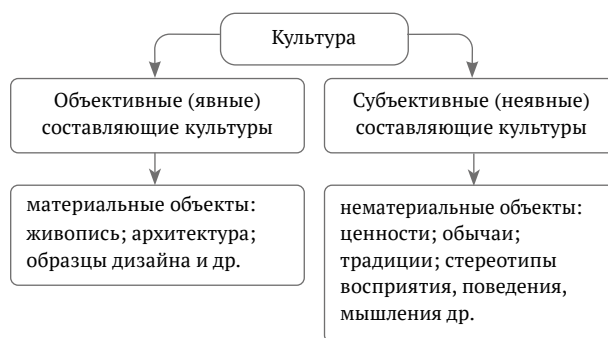 Культура
Объективные (явные)
составляющие культуры
Субъективные (неявные)
составляющие культуры
материальные объекты:
живопись; архитектура;
образцы дизайна и др.
нематериальные объекты:
ценности; обычаи;
традиции; стереотипы
восприятия, поведения,
мышления др.